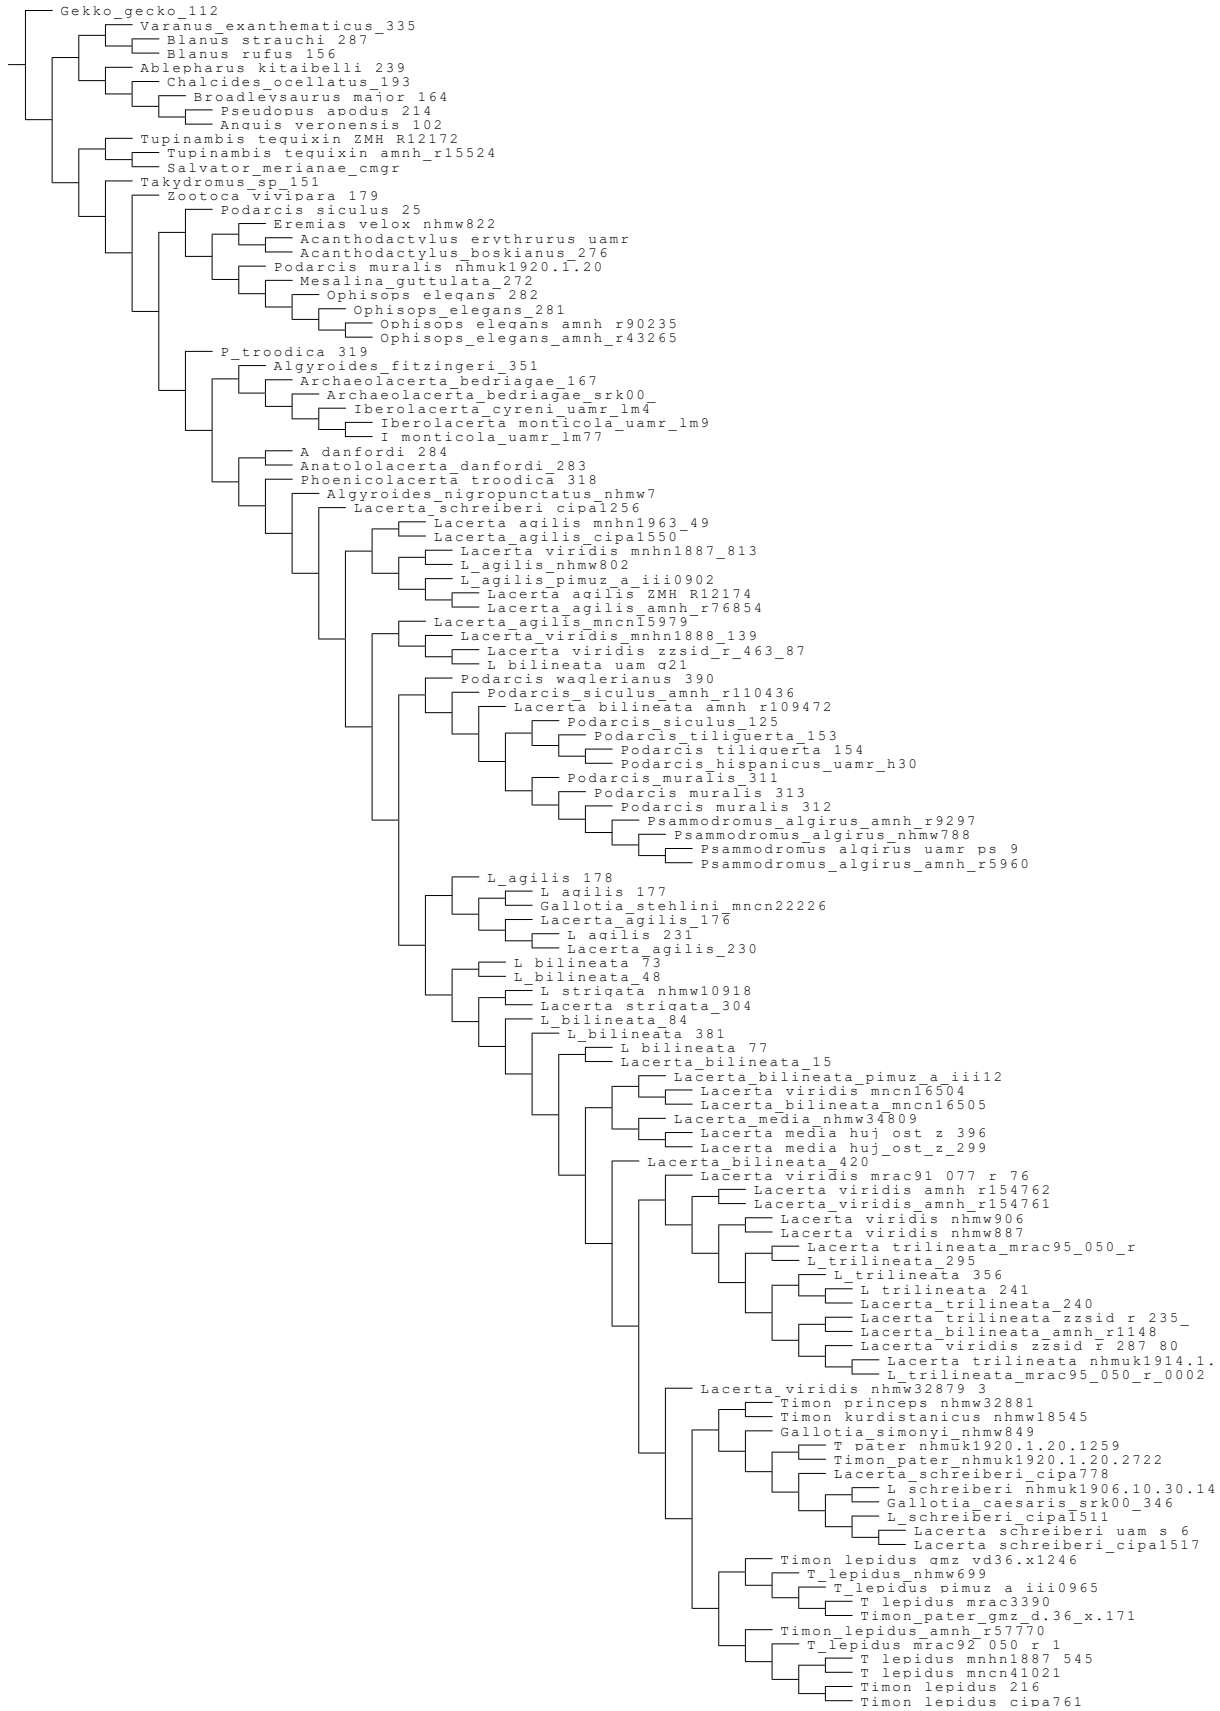 Gekko_gecko_112
Varanus_exanthematicus_335
Blanus_strauchi_287
Blanus_rufus_156
Ablepharus_kitaibelli_239
Chalcides_ocellatus_193
Broadleysaurus_major_164
Pseudopus_apodus_214
Anguis_veronensis_102
Tupinambis_teguixin_ZMH_R12172
Tupinambis_teguixin_amnh_r15524
Salvator_merianae_cmgr
Takydromus_sp_151
Zootoca_vivipara_179
Podarcis_siculus_25
Eremias_velox_nhmw822
Acanthodactylus_erythrurus_uamr
Acanthodactylus_boskianus_276
Podarcis_muralis_nhmuk1920.1.20
Mesalina_guttulata_272
Ophisops_elegans_282
Ophisops_elegans_281
Ophisops_elegans_amnh_r90235
Ophisops_elegans_amnh_r43265
P_troodica_319
Algyroides_fitzingeri_351
Archaeolacerta_bedriagae_167
Archaeolacerta_bedriagae_srk00_
Iberolacerta_cyreni_uamr_lm4
Iberolacerta_monticola_uamr_lm9
I_monticola_uamr_lm77
A_danfordi_284
Anatololacerta_danfordi_283
Phoenicolacerta_troodica_318
Algyroides_nigropunctatus_nhmw7
Lacerta_schreiberi_cipa1256
Lacerta_agilis_mnhn1963_49
Lacerta_agilis_cipa1550
Lacerta_viridis_mnhn1887_813
L_agilis_nhmw802
L_agilis_pimuz_a_iii0902
Lacerta_agilis_ZMH_R12174
Lacerta_agilis_amnh_r76854
Lacerta_agilis_mncn15979
Lacerta_viridis_mnhn1888_139
Lacerta_viridis_zzsid_r_463_87
L_bilineata_uam_g21
Podarcis_waglerianus_390
Podarcis_siculus_amnh_r110436
Lacerta_bilineata_amnh_r109472
Podarcis_siculus_125
Podarcis_tiliguerta_153
Podarcis_tiliguerta_154
Podarcis_hispanicus_uamr_h30
Podarcis_muralis_311
Podarcis_muralis_313
Podarcis_muralis_312
Psammodromus_algirus_amnh_r9297
Psammodromus_algirus_nhmw788
Psammodromus_algirus_uamr_ps_9
Psammodromus_algirus_amnh_r5960
L_agilis_178
L_agilis_177
Gallotia_stehlini_mncn22226
Lacerta_agilis_176
L_agilis_231
Lacerta_agilis_230
L_bilineata_73
L_bilineata_48
L_strigata_nhmw10918
Lacerta_strigata_304
L_bilineata_84
L_bilineata_381
L_bilineata_77
Lacerta_bilineata_15
Lacerta_bilineata_pimuz_a_iii12
Lacerta_viridis_mncn16504
Lacerta_bilineata_mncn16505
Lacerta_media_nhmw34809
Lacerta_media_huj_ost_z_396
Lacerta_media_huj_ost_z_299
Lacerta_bilineata_420
Lacerta_viridis_mrac91_077_r_76
Lacerta_viridis_amnh_r154762
Lacerta_viridis_amnh_r154761
Lacerta_viridis_nhmw906
Lacerta_viridis_nhmw887
Lacerta_trilineata_mrac95_050_r
L_trilineata_295
L_trilineata_356
L_trilineata_241
Lacerta_trilineata_240
Lacerta_trilineata_zzsid_r_235_
Lacerta_bilineata_amnh_r1148
Lacerta_viridis_zzsid_r_287_80
Lacerta_trilineata_nhmuk1914.1.
L_trilineata_mrac95_050_r_0002
Lacerta_viridis_nhmw32879_3
Timon_princeps_nhmw32881
Timon_kurdistanicus_nhmw18545
Gallotia_simonyi_nhmw849
T_pater_nhmuk1920.1.20.1259
Timon_pater_nhmuk1920.1.20.2722
Lacerta_schreiberi_cipa778
L_schreiberi_nhmuk1906.10.30.14
Gallotia_caesaris_srk00_346
L_schreiberi_cipa1511
Lacerta_schreiberi_uam_s_6
Lacerta_schreiberi_cipa1517
Timon_lepidus_gmz_vd36.x1246
T_lepidus_nhmw699
T_lepidus_pimuz_a_iii0965
T_lepidus_mrac3390
Timon_pater_gmz_d.36_x.171
Timon_lepidus_amnh_r57770
T_lepidus_mrac92_050_r_1
T_lepidus_mnhn1887_545
T_lepidus_mncn41021
Timon_lepidus_216
Timon_lepidus_cipa761